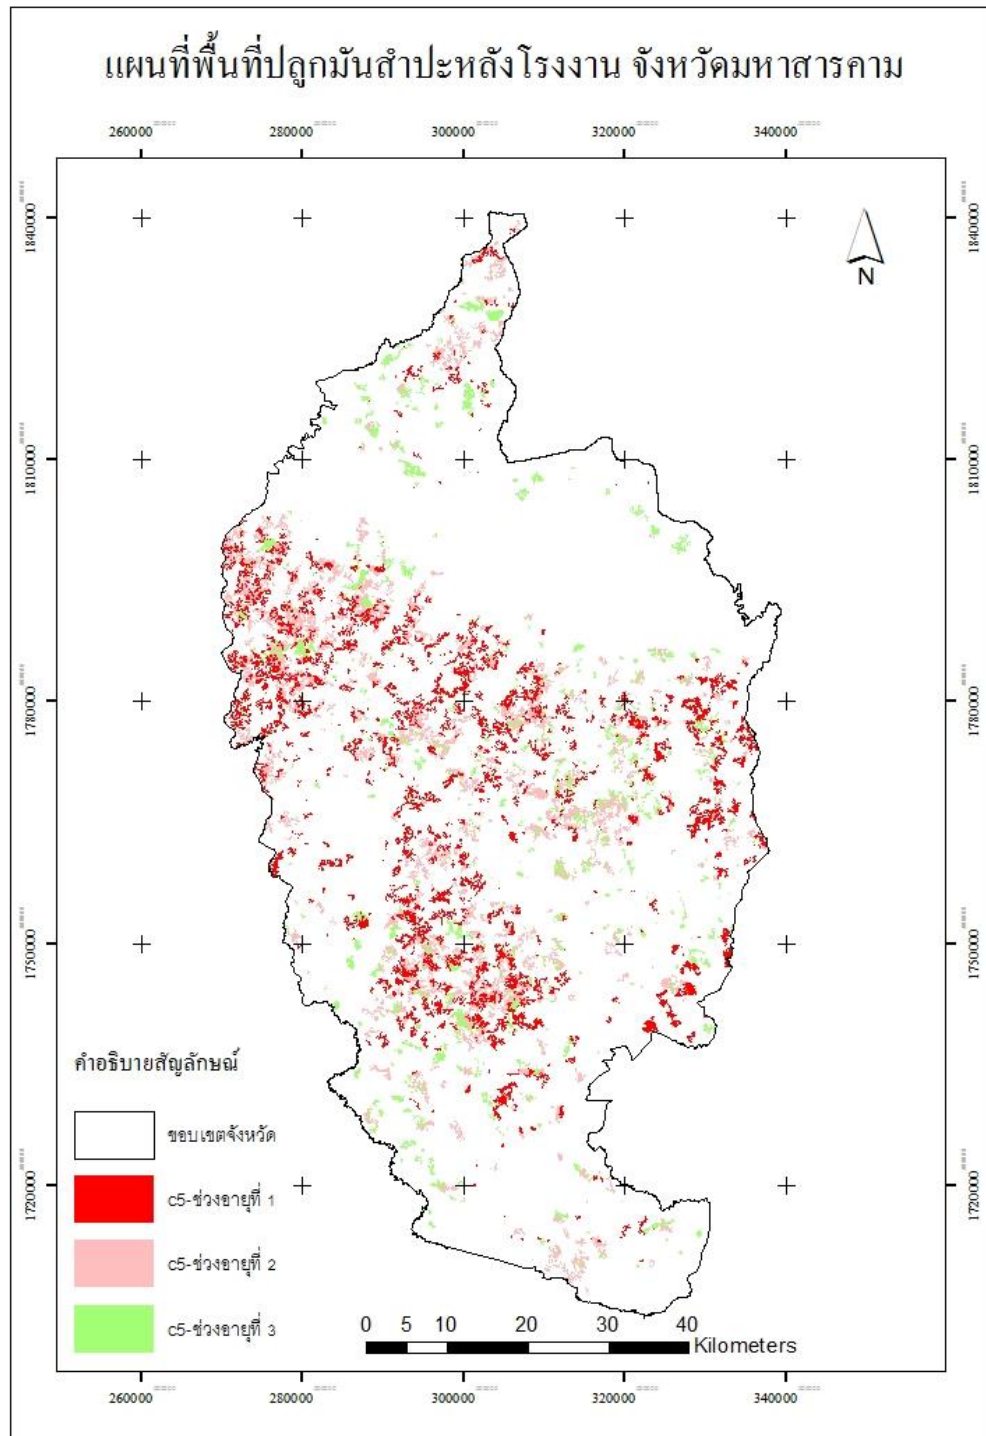 แผนที่พื้นที่ปลูกมันสำปะหลังโรงงาน จังหวัดมหาสารคาม
260000 280000 300000 320000 340000
1840000 1840000
N
1810000 1810000
1780000 1780000
1750000 1750000
คำอธิบายสัญลักษณ์
ขอบเขตจังหวัด
1720000 1720000
c5-ช่วงอายุที่ 1
c5-ช่วงอายุที่ 2
c5-ช่วงอายุที่ 3
0 5 10 20 30 40
Kilometers
260000 280000 300000 320000 340000